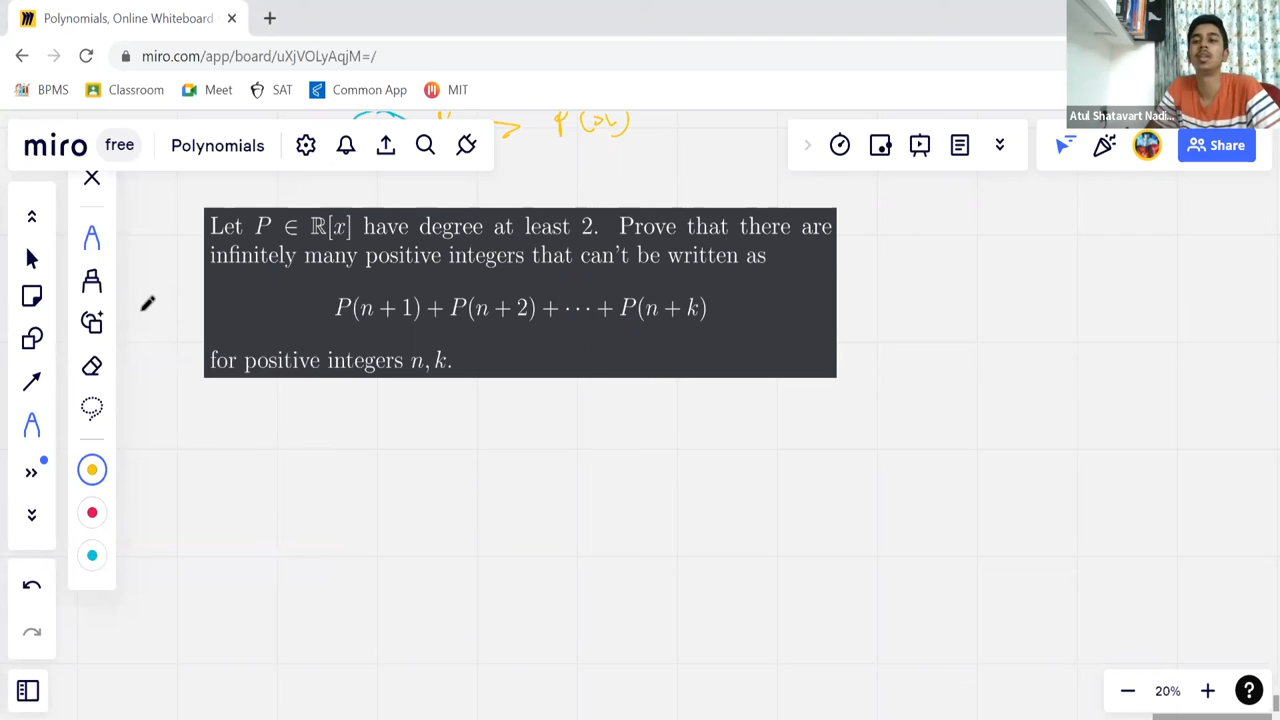 Polynomials, Online Whiteboard
miro.com/app/board/uXjVOLyAqjM=/
BPMS Classroom Meet SAT Common App MIT
Atul Shatavart Nadi...
> P(x)
miro free Polynomials Share
Let P ∈ ℝ[x] have degree at least 2. Prove that there are
infinitely many positive integers that can't be written as
P(n + 1) + P(n + 2) + ··· + P(n + k)
for positive integers n, k.
20%